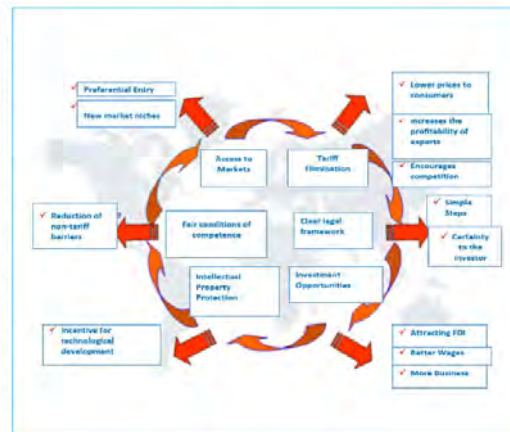 Preferential Entry
New market niches
Lower prices to
consumers
Increases the
profitability of
exports
Encourages
competition
Access to
Markets
Tariff
Elimination
Reduction of
non-tariff
barriers
Fair conditions of
competence
Clear legal
framework
Simple
Steps
Certainty
to the
investor
Intellectual
Property
Protection
Investment
Opportunities
Incentive for
technological
development
Attracting FDI
Better Wages
More Business